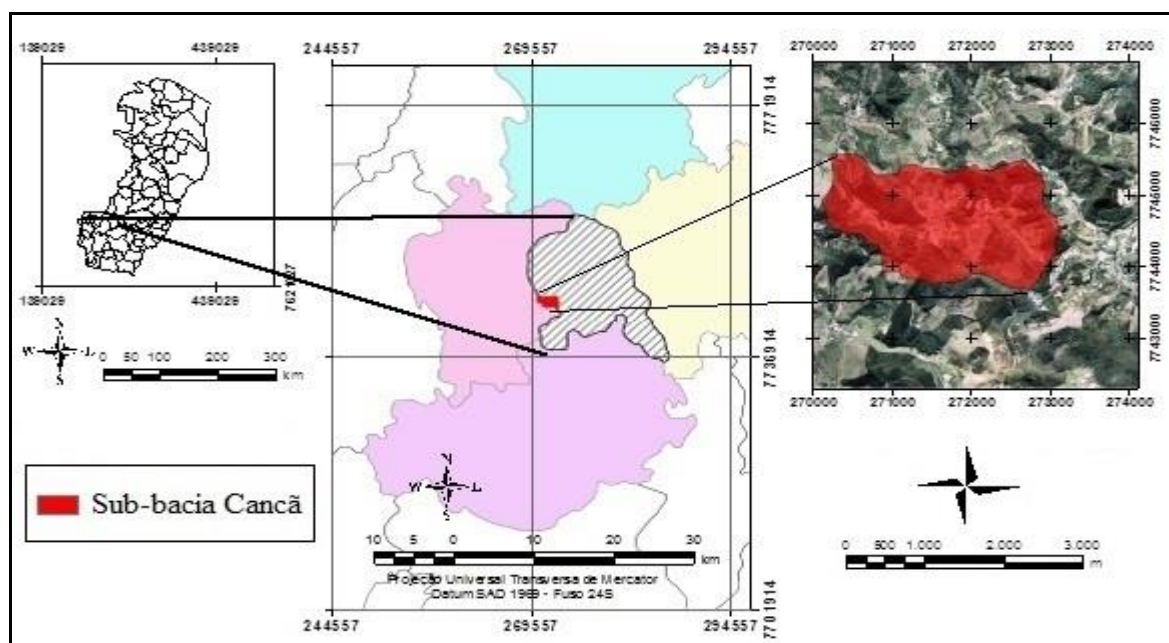 139029 439029
139029 439029
7621027
W
S
0 50 100 200 300
km
Sub-bacia Cancã
244557 269557 294557
7771914
7736914
7701914
N
W L
S
10 5 0 10 20 30
km
Projeção Universal Transversa de Mercator
Datum SAD 1969 - Fuso 24S
244557 269557 294557
270000 271000 272000 273000 274000
7746000
7745000
7744000
7743000
270000 271000 272000 273000 274000
0 500 1.000 2.000 3.000
m